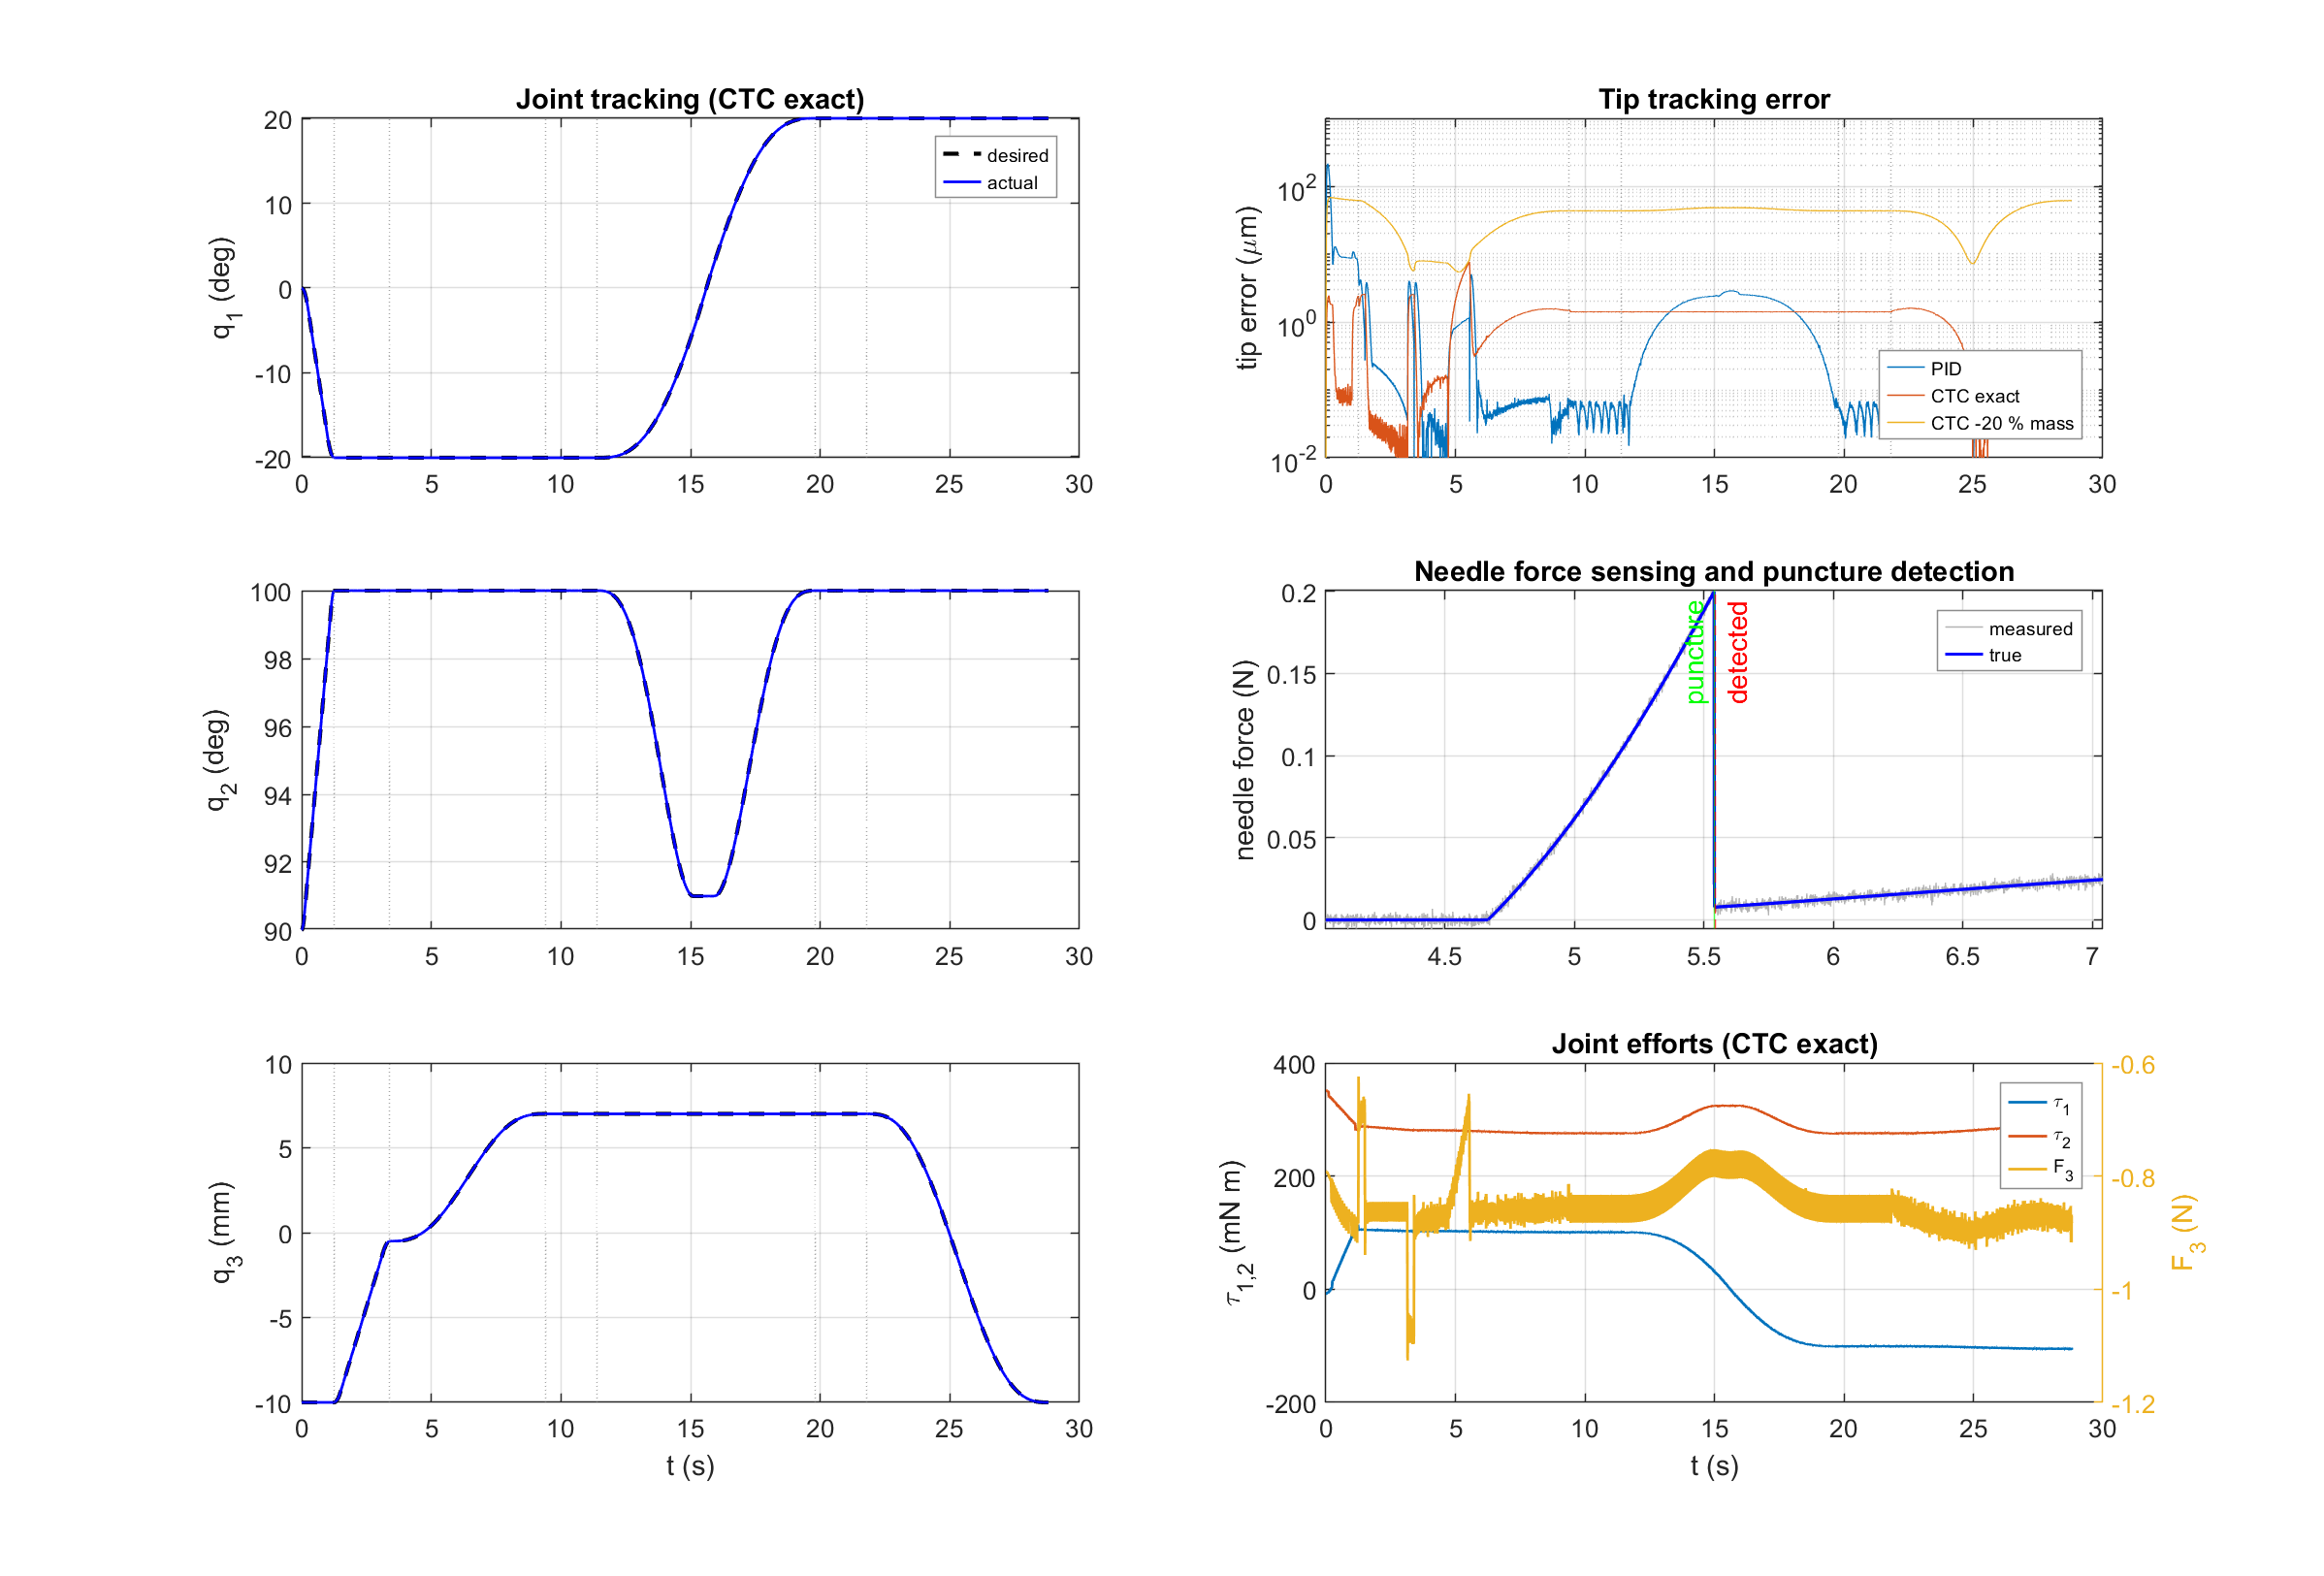 Joint tracking (CTC exact)
20
10
0
-10
-20
q1 (deg)
desired
actual
0 5 10 15 20 25 30
Tip tracking error
10^2
10^0
10^-2
tip error (μm)
PID
CTC exact
CTC -20 % mass
0 5 10 15 20 25 30
100
98
96
94
92
90
q2 (deg)
0 5 10 15 20 25 30
Needle force sensing and puncture detection
0.2
0.15
0.1
0.05
0
needle force (N)
puncture
detected
measured
true
4.5 5 5.5 6 6.5 7
10
5
0
-5
-10
q3 (mm)
0 5 10 15 20 25 30
t (s)
Joint efforts (CTC exact)
400
200
0
-200
τ1,2 (mN m)
τ1
τ2
F3
-0.6
-0.8
-1
-1.2
F3 (N)
0 5 10 15 20 25 30
t (s)